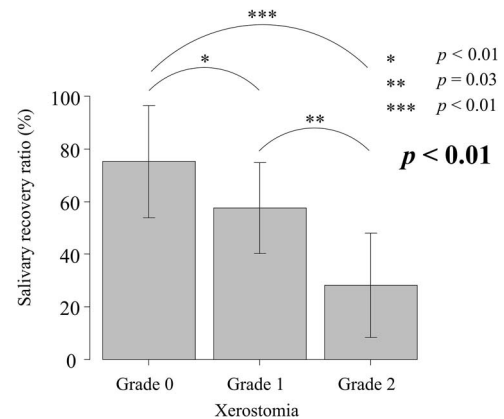 ***
* p < 0.01
** p = 0.03
*** p < 0.01
*
**
p < 0.01
Salivary recovery ratio (%)
100
80
60
40
20
0
Grade 0 Grade 1 Grade 2
Xerostomia